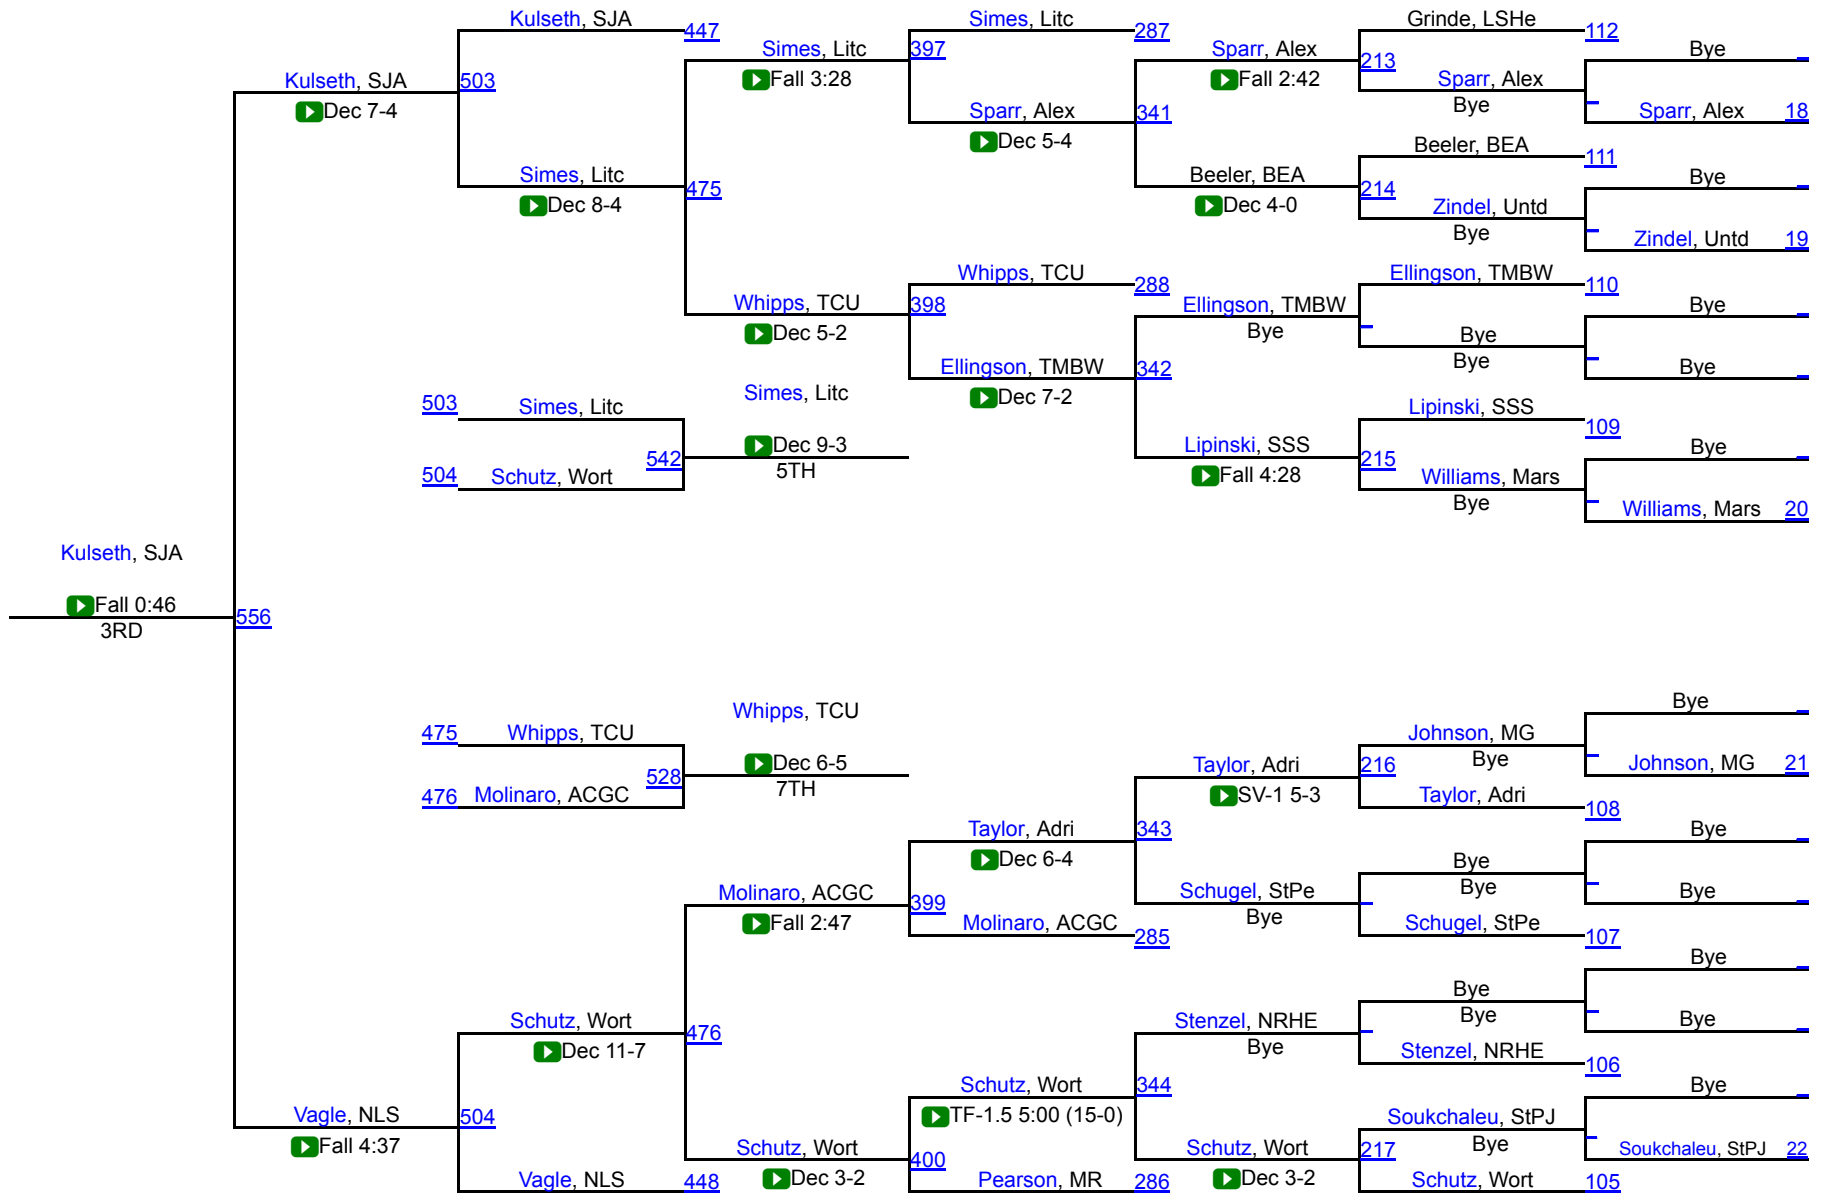 Kulseth, SJA
447
Simes, Litc
287
Grinde, LSHe
112
Bye
Simes, Litc
397
Sparr, Alex
213
Fall 3:28
Fall 2:42
Sparr, Alex
Bye
Sparr, Alex 18
Kulseth, SJA
503
Dec 7-4
Sparr, Alex
341
Dec 5-4
Beeler, BEA
111
Simes, Litc
475
Dec 8-4
Beeler, BEA
214
Dec 4-0
Bye
Zindel, Untd
Bye
Zindel, Untd 19
Whipps, TCU
288
Ellingson, TMBW
110
Whipps, TCU
398
Dec 5-2
Ellingson, TMBW
Bye
Bye
Bye
Bye
Ellingson, TMBW
342
Dec 7-2
Bye
503 Simes, Litc
Simes, Litc
542
Dec 9-3
5TH
504 Schutz, Wort
Lipinski, SSS
109
Lipinski, SSS
215
Fall 4:28
Bye
Williams, Mars
Bye
Williams, Mars 20
Kulseth, SJA
Fall 0:46
3RD
556
475 Whipps, TCU
Whipps, TCU
528
Dec 6-5
7TH
476 Molinaro, ACGC
Bye
Johnson, MG
Bye
Johnson, MG 21
Taylor, Adri
216
SV-1 5-3
Taylor, Adri
108
Taylor, Adri
343
Dec 6-4
Bye
Bye
Bye
Bye
Molinaro, ACGC
399
Fall 2:47
Schugel, StPe
Bye
Molinaro, ACGC
285
Schugel, StPe
107
Bye
Bye
Bye
Bye
Schutz, Wort
476
Dec 11-7
Stenzel, NRHE
Bye
Stenzel, NRHE
106
Schutz, Wort
344
TF-1.5 5:00 (15-0)
Bye
Vagle, NLS
504
Fall 4:37
Soukchaleu, StPJ
Bye
Soukchaleu, StPJ 22
Schutz, Wort
400
Dec 3-2
Schutz, Wort
217
Dec 3-2
Vagle, NLS
448
Pearson, MR
286
Schutz, Wort
105